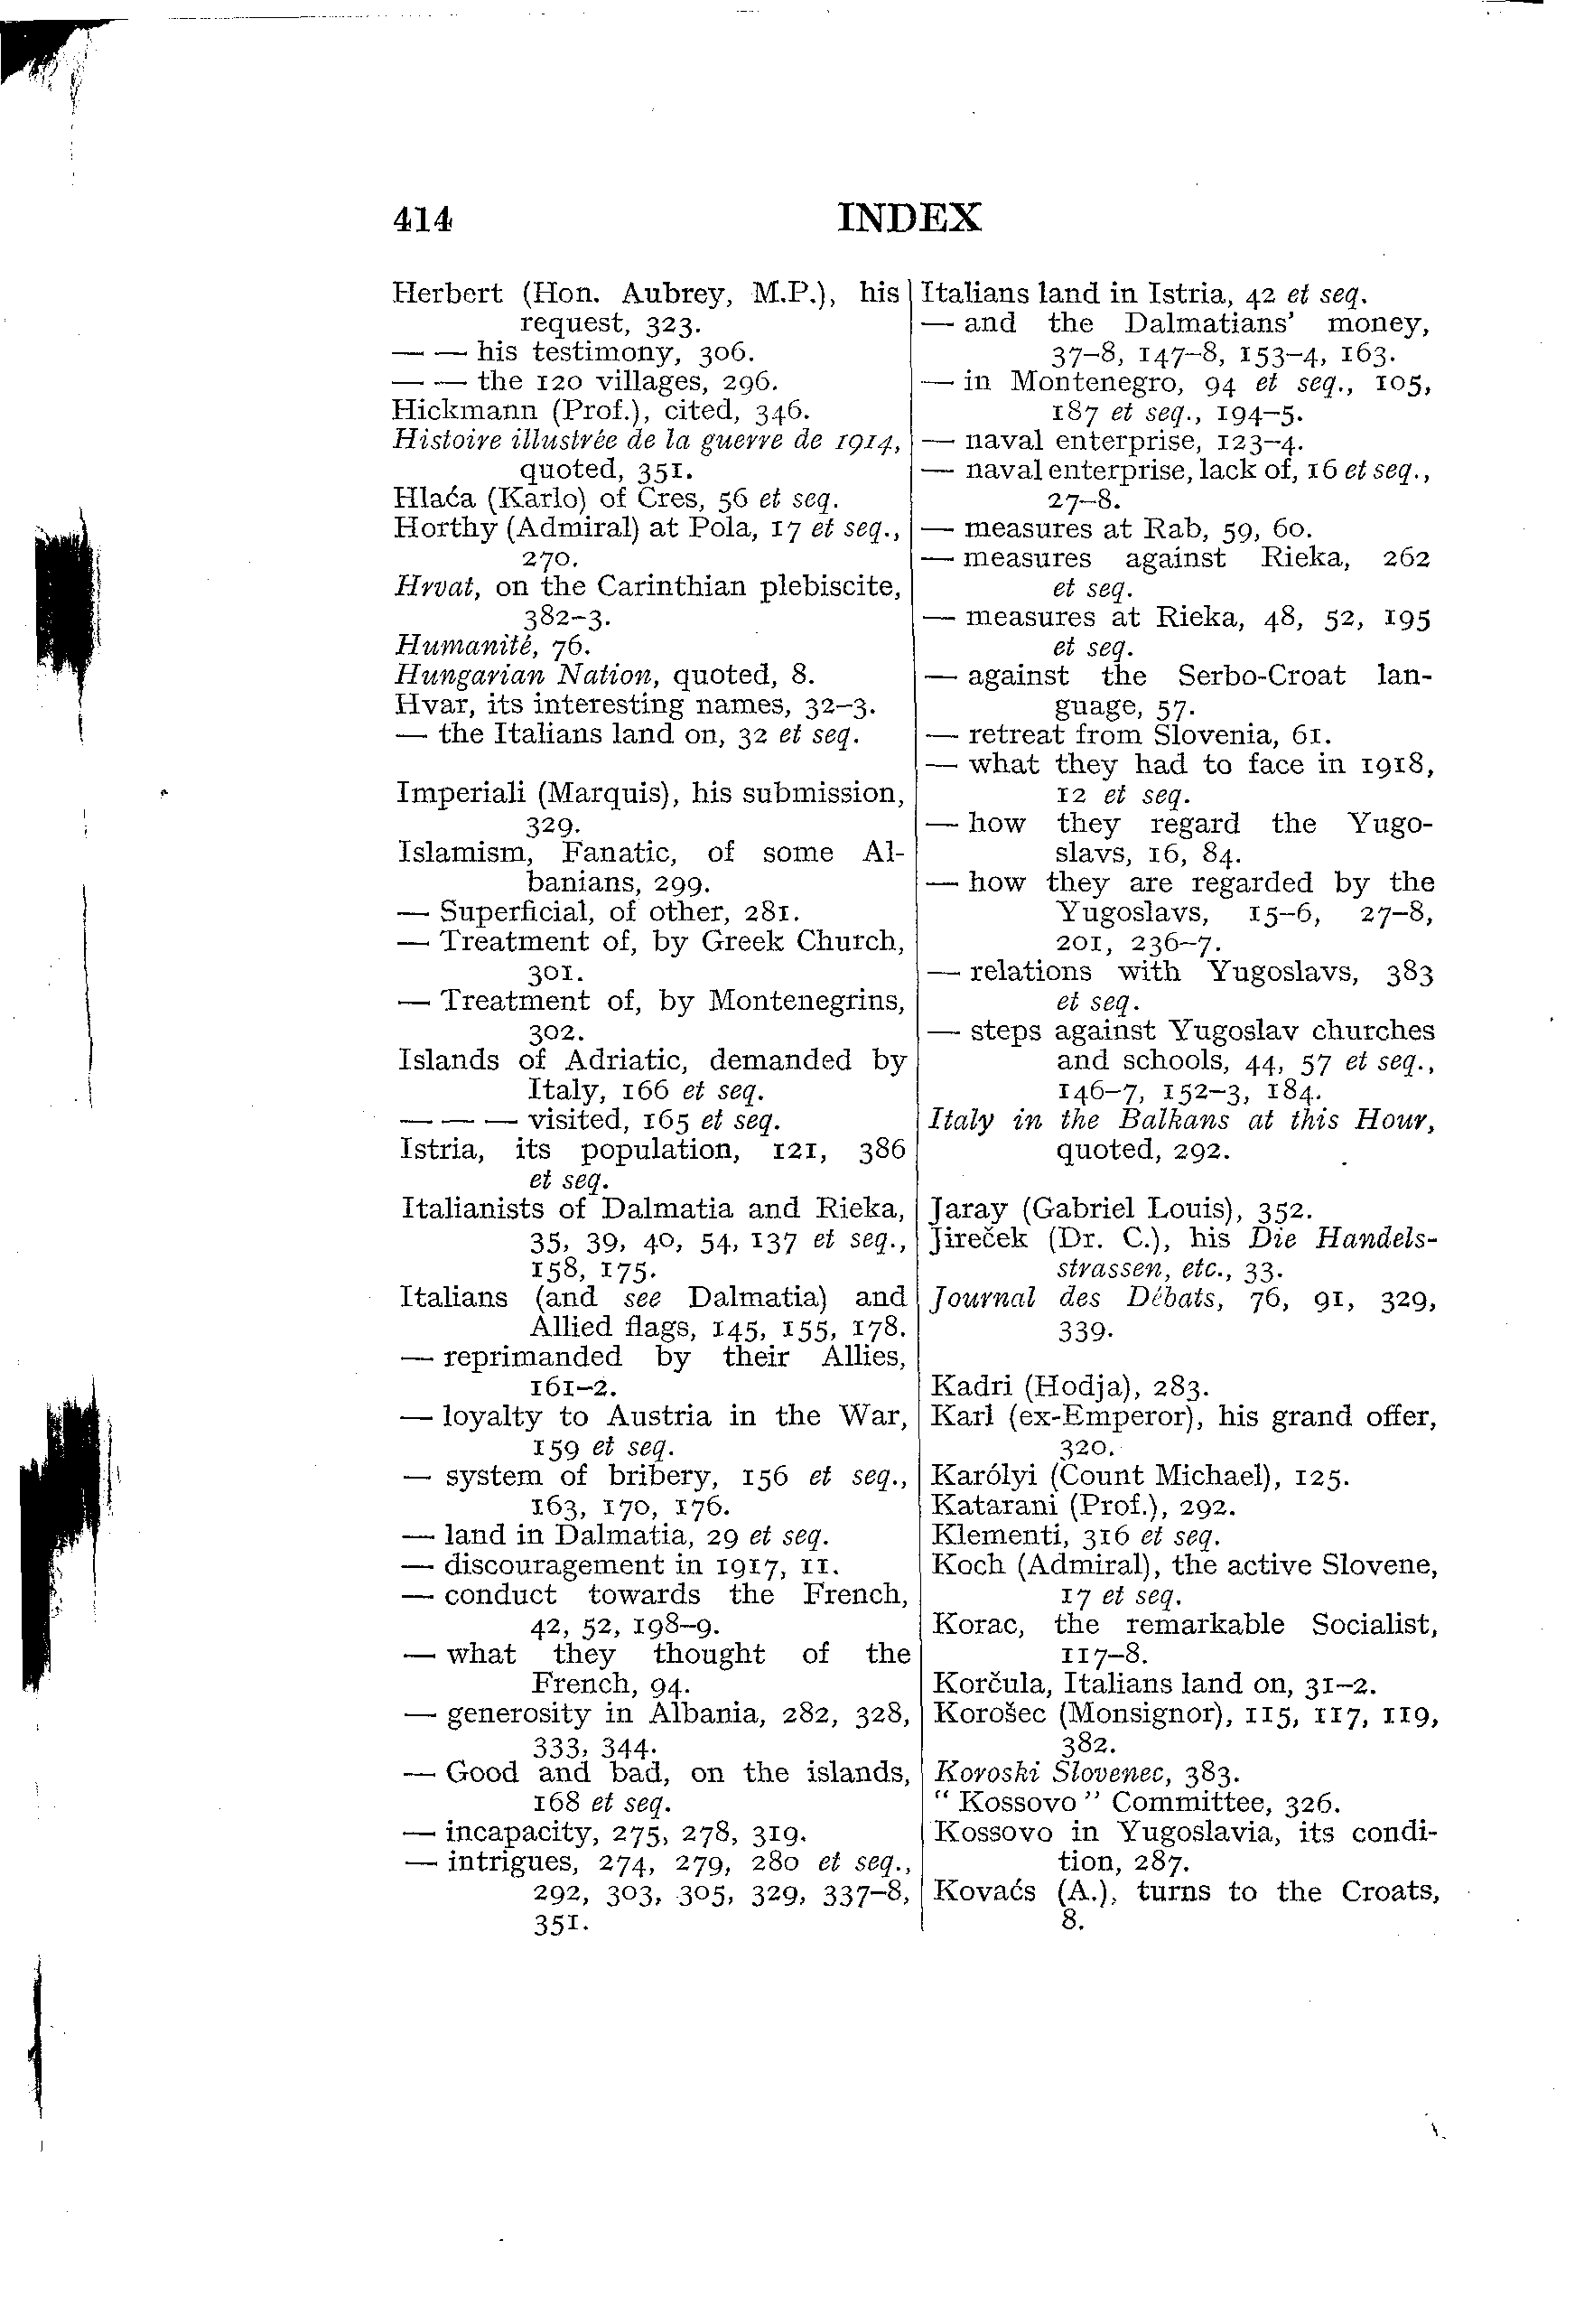 414 INDEX
Herbert (Hon. Aubrey, M.P.), his
request, 323.
— — his testimony, 306.
— — the 120 villages, 296.
Hickmann (Prof.), cited, 346.
Histoire illustrée de la guerre de 1914,
quoted, 351.
Hlaća (Karlo) of Cres, 56 et seq.
Horthy (Admiral) at Pola, 17 et seq.,
270.
Hrvat, on the Carinthian plebiscite,
382–3.
Humanité, 76.
Hungarian Nation, quoted, 8.
Hvar, its interesting names, 32–3.
— the Italians land on, 32 et seq.
Imperiali (Marquis), his submission,
329.
Islamism, Fanatic, of some Al-
banians, 299.
— Superficial, of other, 281.
— Treatment of, by Greek Church,
301.
— Treatment of, by Montenegrins,
302.
Islands of Adriatic, demanded by
Italy, 166 et seq.
— — — visited, 165 et seq.
Istria, its population, 121, 386
et seq.
Italianists of Dalmatia and Rieka,
35, 39, 40, 54, 137 et seq.,
158, 175.
Italians (and see Dalmatia) and
Allied flags, 145, 155, 178.
— reprimanded by their Allies,
161–2.
— loyalty to Austria in the War,
159 et seq.
— system of bribery, 156 et seq.,
163, 170, 176.
— land in Dalmatia, 29 et seq.
— discouragement in 1917, 11.
— conduct towards the French,
42, 52, 198–9.
— what they thought of the
French, 94.
— generosity in Albania, 282, 328,
333, 344.
— Good and bad, on the islands,
168 et seq.
— incapacity, 275, 278, 319.
— intrigues, 274, 279, 280 et seq.,
292, 303, 305, 329, 337–8,
351.
Italians land in Istria, 42 et seq.
— and the Dalmatians' money,
37–8, 147–8, 153–4, 163.
— in Montenegro, 94 et seq., 105,
187 et seq., 194–5.
— naval enterprise, 123–4.
— naval enterprise, lack of, 16 et seq.,
27–8.
— measures at Rab, 59, 60.
— measures against Rieka, 262
et seq.
— measures at Rieka, 48, 52, 195
et seq.
— against the Serbo-Croat lan-
guage, 57.
— retreat from Slovenia, 61.
— what they had to face in 1918,
12 et seq.
— how they regard the Yugo-
slavs, 16, 84.
— how they are regarded by the
Yugoslavs, 15–6, 27–8,
201, 236–7.
— relations with Yugoslavs, 383
et seq.
— steps against Yugoslav churches
and schools, 44, 57 et seq.,
146–7, 152–3, 184.
Italy in the Balkans at this Hour,
quoted, 292.
Jaray (Gabriel Louis), 352.
Jireček (Dr. C.), his Die Handels-
strassen, etc., 33.
Journal des Débats, 76, 91, 329,
339.
Kadri (Hodja), 283.
Karl (ex-Emperor), his grand offer,
320.
Károlyi (Count Michael), 125.
Katarani (Prof.), 292.
Klementi, 316 et seq.
Koch (Admiral), the active Slovene,
17 et seq.
Korac, the remarkable Socialist,
117–8.
Korčula, Italians land on, 31–2.
Korošec (Monsignor), 115, 117, 119,
382.
Koroski Slovenec, 383.
" Kossovo " Committee, 326.
Kossovo in Yugoslavia, its condi-
tion, 287.
Kovaćs (A.), turns to the Croats,
8.